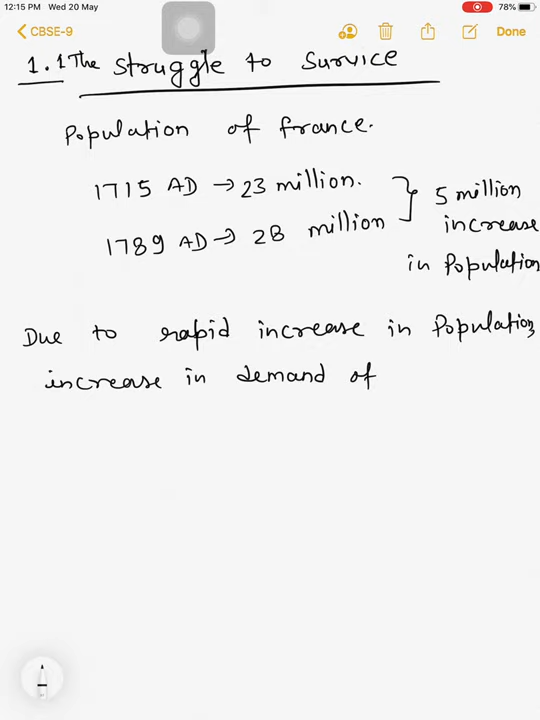 12:15 PM Wed 20 May
78%
CBSE-9
Done
1.1 The Struggle to Survice
Population of france.
1715 AD → 23 million.
1789 AD → 28 million
5 million
increase
in Population
Due to rapid increase in Population,
increase in demand of